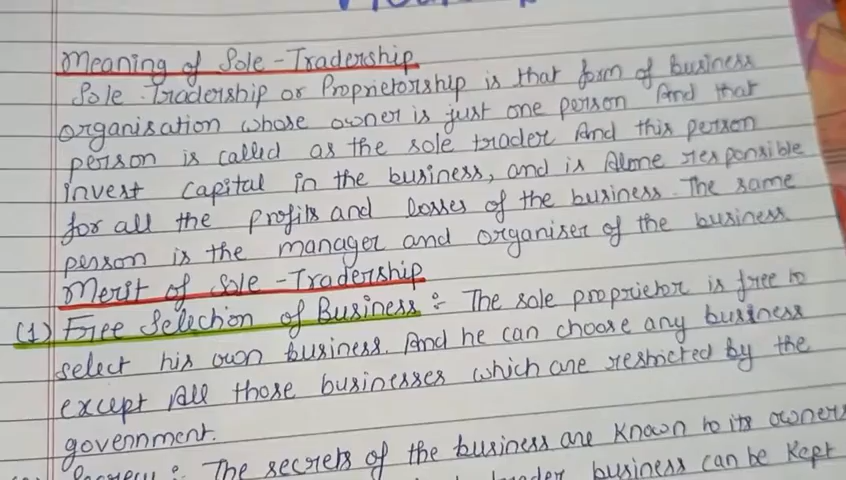 Meaning of Sole - Tradership
Sole Tradership or Proprietorship is that form of business
organisation whose owner is just one person And that
person is called as the sole trader And this person
invest capital in the business, and is Alone responsible
for all the profits and losses of the business. The same
person is the manager and organiser of the business
Merit of Sole - Tradership
(1) Free Selection of Business : The sole proprietor is free to
select his own business. And he can choose any business
except All those businesses which are restricted by the
government.
: The secrets of the business are known to its owners
business can be kept